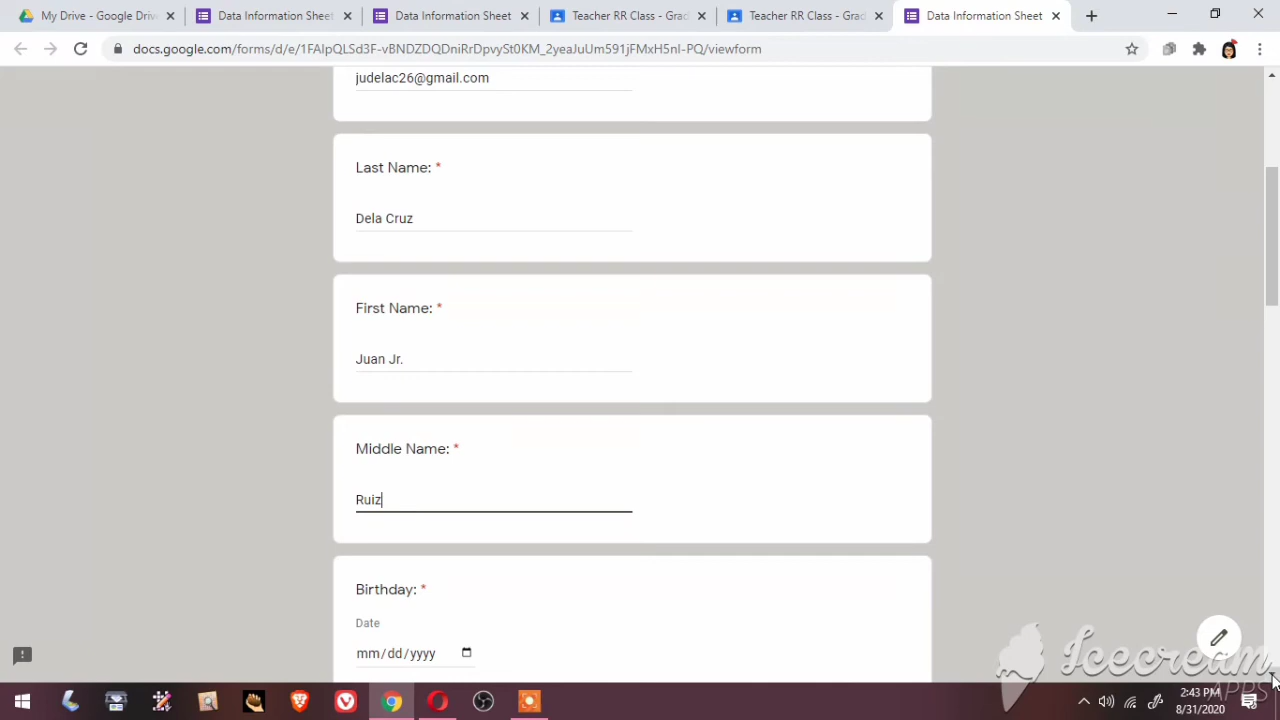 My Drive - Google Driv
Data Information Sheet
Data Information Sheet
Teacher RR Class - Grad
Teacher RR Class - Grad
Data Information Sheet
docs.google.com/forms/d/e/1FAIpQLSd3F-vBNDZDQDniRrDpvySt0KM_2yeaJuUm591jFMxH5nI-PQ/viewform
judelac26@gmail.com
Last Name: *
Dela Cruz
First Name: *
Juan Jr.
Middle Name: *
Ruiz
Birthday: *
Date
mm/dd/yyyy
Icecream
APPS
2:43 PM
8/31/2020